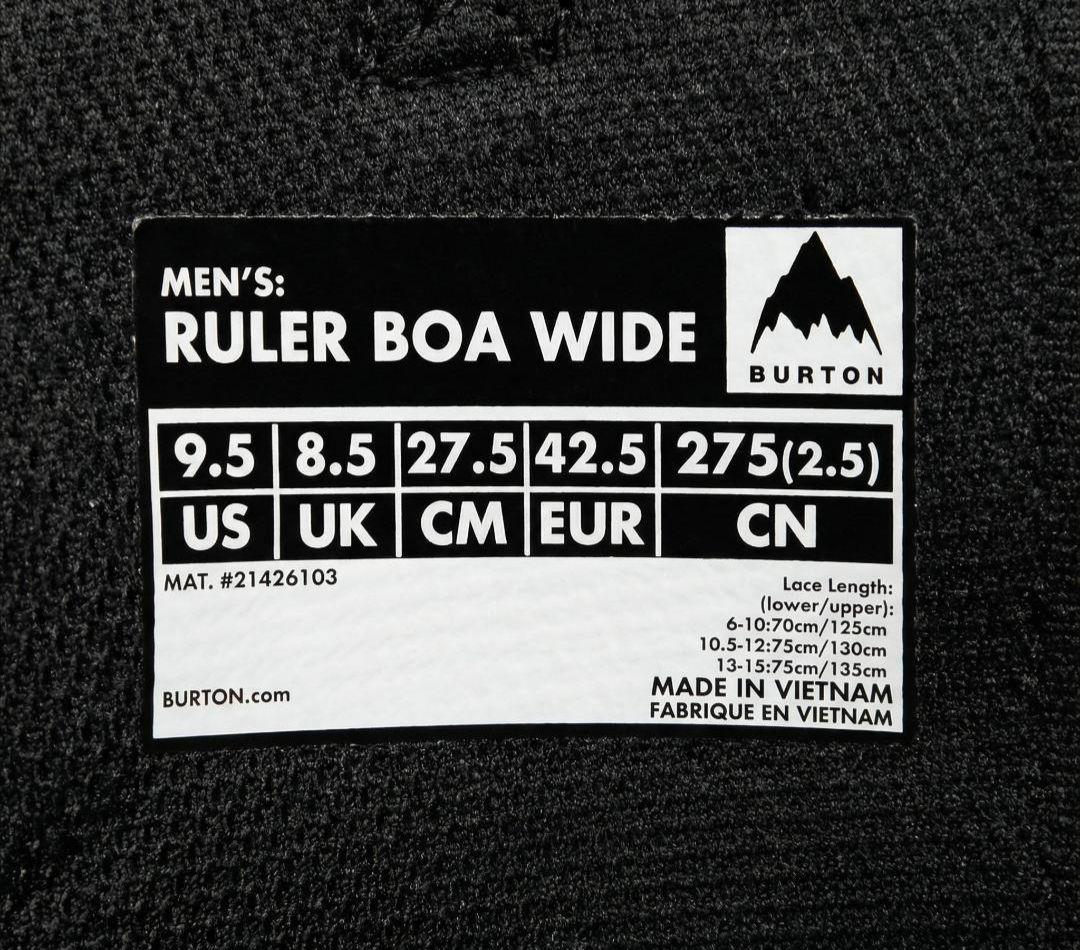 MEN'S:
RULER BOA WIDE
BURTON
9.5 8.5 27.5 42.5 275(2.5)
US UK CM EUR CN
MAT. #21426103
Lace Length:
(lower/upper):
6-10:70cm/125cm
10.5-12:75cm/130cm
13-15:75cm/135cm
BURTON.com
MADE IN VIETNAM
FABRIQUE EN VIETNAM